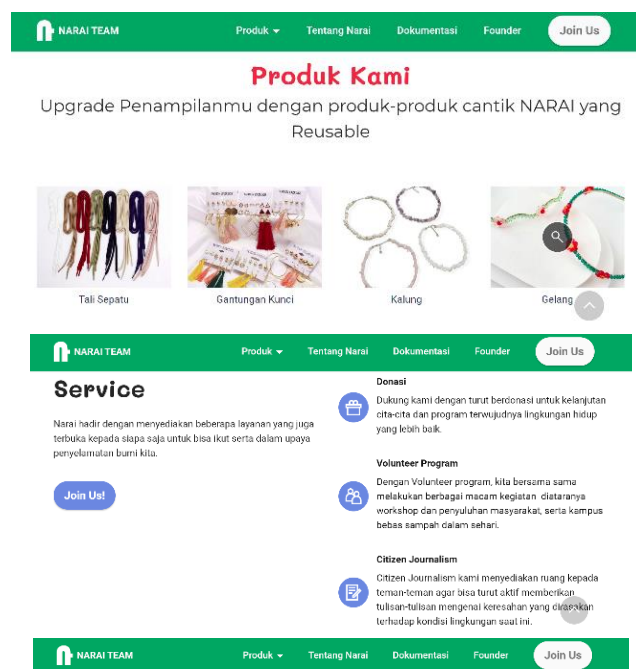 NARAI TEAM Produk Tentang Narai Dokumentasi Founder Join Us
Produk Kami
Upgrade Penampilanmu dengan produk-produk cantik NARAI yang
Reusable
Tali Sepatu Gantungan Kunci Kalung Gelang
NARAI TEAM Produk Tentang Narai Dokumentasi Founder Join Us
Service
Narai hadir dengan menyediakan beberapa layanan yang juga
terbuka kepada siapa saja untuk bisa ikut serta dalam upaya
penyelamatan bumi kita.
Join Us!
Donasi
Dukung kami dengan turut berdonasi untuk kelanjutan
cita-cita dan program terwujudnya lingkungan hidup
yang lebih baik.
Volunteer Program
Dengan Volunteer program, kita bersama sama
melakukan berbagai macam kegiatan diataranya
workshop dan penyuluhan masyarakat, serta kampus
bebas sampah dalam sehari.
Citizen Journalism
Citizen Journalism kami menyediakan ruang kepada
teman-teman agar bisa turut aktif memberikan
tulisan-tulisan mengenai keresahan yang dirasakan
terhadap kondisi lingkungan saat ini.
NARAI TEAM Produk Tentang Narai Dokumentasi Founder Join Us